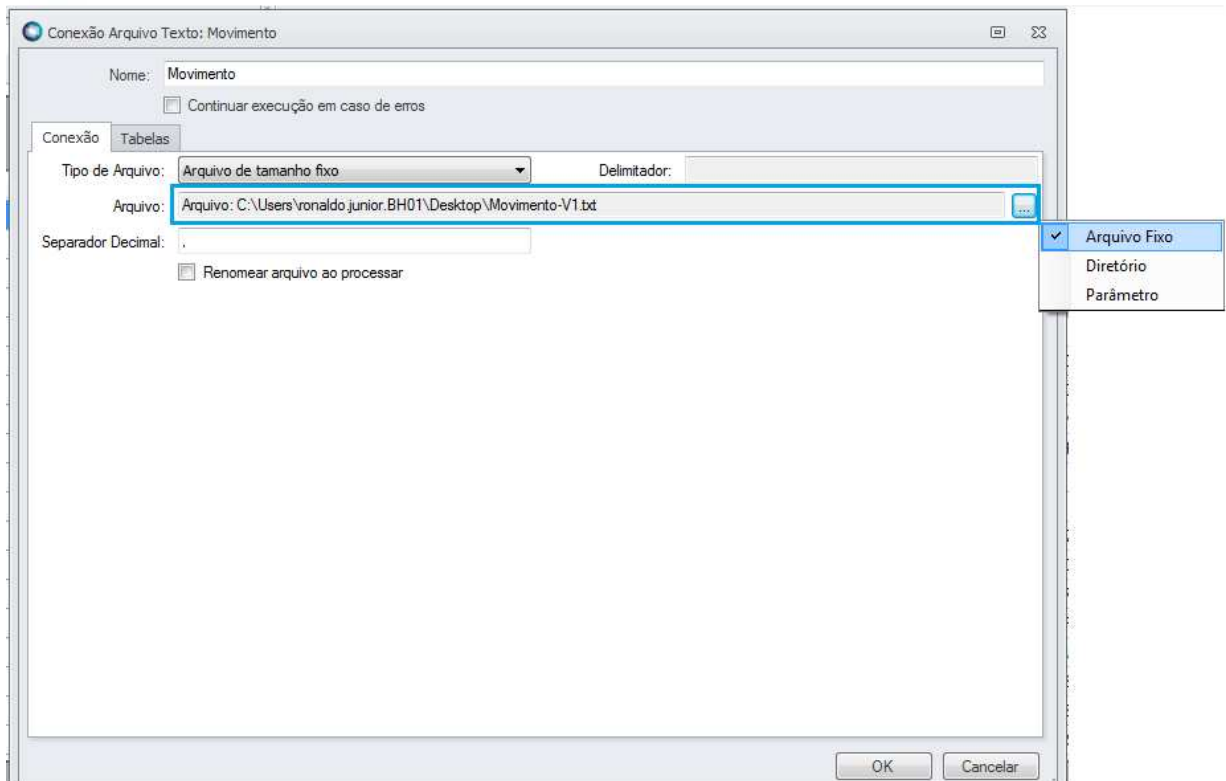 Conexão Arquivo Texto: Movimento
Nome: Movimento
Continuar execução em caso de erros
Conexão Tabelas
Tipo de Arquivo: Arquivo de tamanho fixo Delimitador:
Arquivo: Arquivo: C:\Users\ronaldo.junior.BH01\Desktop\Movimento-V1.txt ...
Separador Decimal: ,
Renomear arquivo ao processar
Arquivo Fixo
Diretório
Parâmetro
OK Cancelar